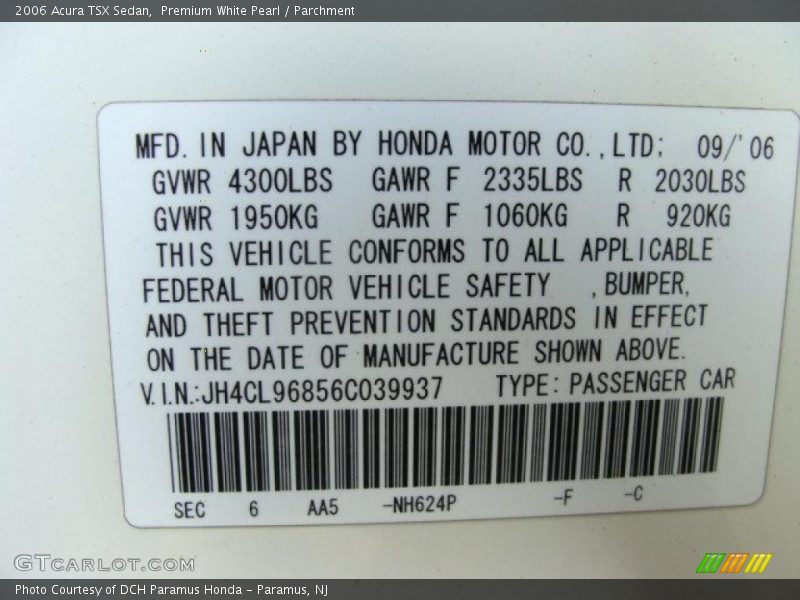 2006 Acura TSX Sedan,  Premium White Pearl / Parchment
MFD. IN JAPAN BY HONDA MOTOR CO.,LTD; 09/'06
GVWR 4300LBS GAWR F 2335LBS R 2030LBS
GVWR 1950KG GAWR F 1060KG R 920KG
THIS VEHICLE CONFORMS TO ALL APPLICABLE
FEDERAL MOTOR VEHICLE SAFETY ,BUMPER,
AND THEFT PREVENTION STANDARDS IN EFFECT
ON THE DATE OF MANUFACTURE SHOWN ABOVE.
V.I.N.:JH4CL96856C039937 TYPE: PASSENGER CAR
SEC 6 AA5 -NH624P -F -C
GTCARLOT.COM
Photo Courtesy of DCH Paramus Honda - Paramus, NJ